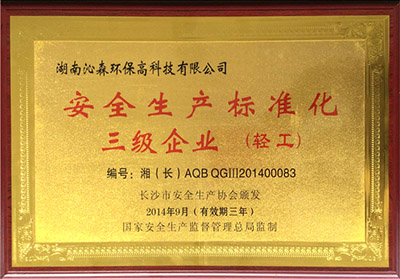 湖南沁森环保高科技有限公司
安全生产标准化
三级企业（轻工）
编号：湘（长）AQB QGIII201400083
长沙市安全生产协会颁发
2014年9月（有效期三年）
国家安全生产监督管理总局监制